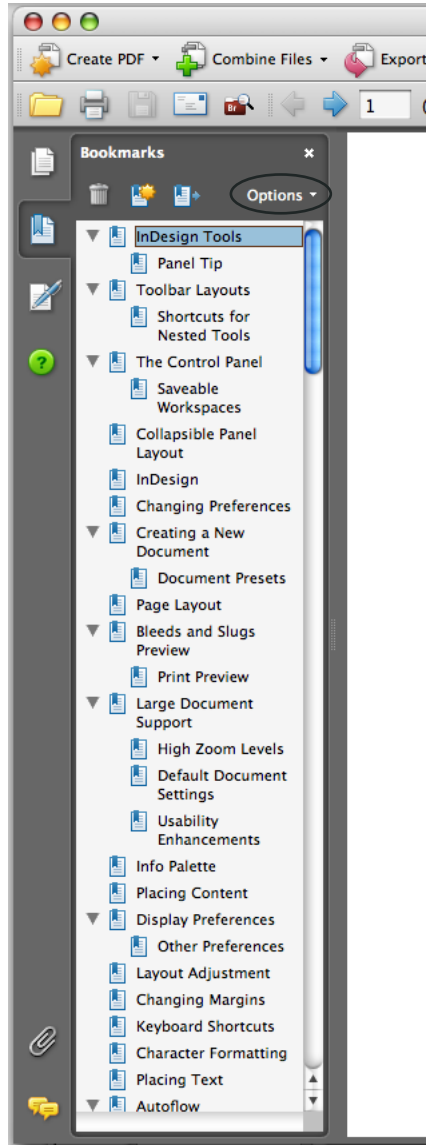 Create PDF
Combine Files
Export
Br
1
(
Bookmarks
Options
InDesign Tools
Panel Tip
Toolbar Layouts
Shortcuts for
Nested Tools
The Control Panel
Saveable
Workspaces
Collapsible Panel
Layout
InDesign
Changing Preferences
Creating a New
Document
Document Presets
Page Layout
Bleeds and Slugs
Preview
Print Preview
Large Document
Support
High Zoom Levels
Default Document
Settings
Usability
Enhancements
Info Palette
Placing Content
Display Preferences
Other Preferences
Layout Adjustment
Changing Margins
Keyboard Shortcuts
Character Formatting
Placing Text
Autoflow